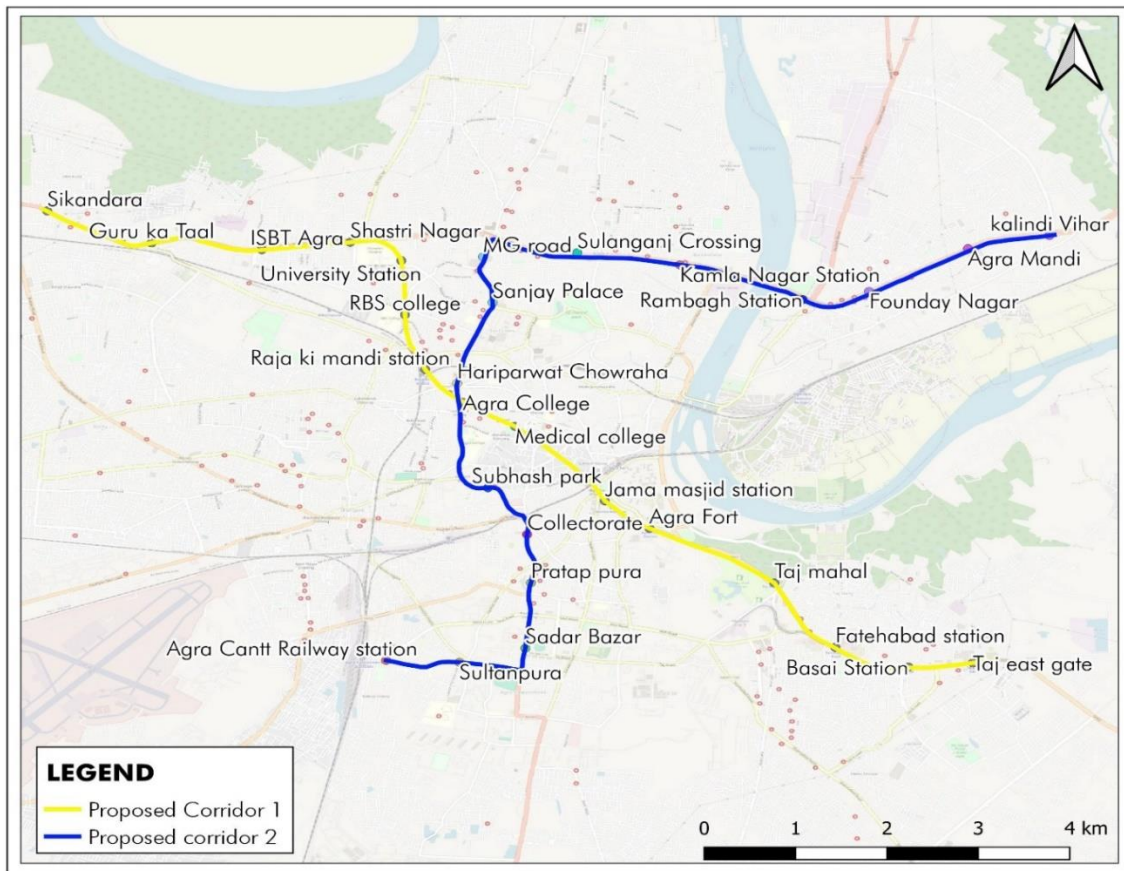 Sikandara
Guru ka Taal
ISBT Agra
Shastri Nagar
MG road
Sulanganj Crossing
kalindi Vihar
University Station
Kamla Nagar Station
Agra Mandi
RBS college
Sanjay Palace
Rambagh Station
Founday Nagar
Raja ki mandi station
Hariparwat Chowraha
Agra College
Medical college
Subhash park
Jama masjid station
Collectorate
Agra Fort
Pratap pura
Taj mahal
Sadar Bazar
Fatehabad station
Agra Cantt Railway station
Sultanpura
Basai Station
Taj east gate
LEGEND
Proposed Corridor 1
Proposed corridor 2
0 1 2 3 4 km